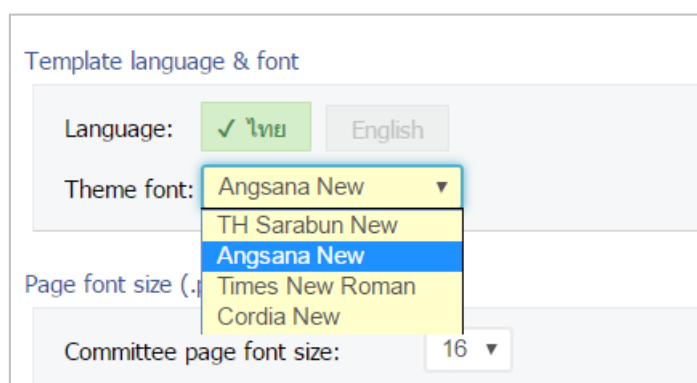 Template language & font
Language: ✓ ไทย English
Theme font: Angsana New ▼
TH Sarabun New
Angsana New
Times New Roman
Cordia New
Page font size (.
Committee page font size: 16 ▼